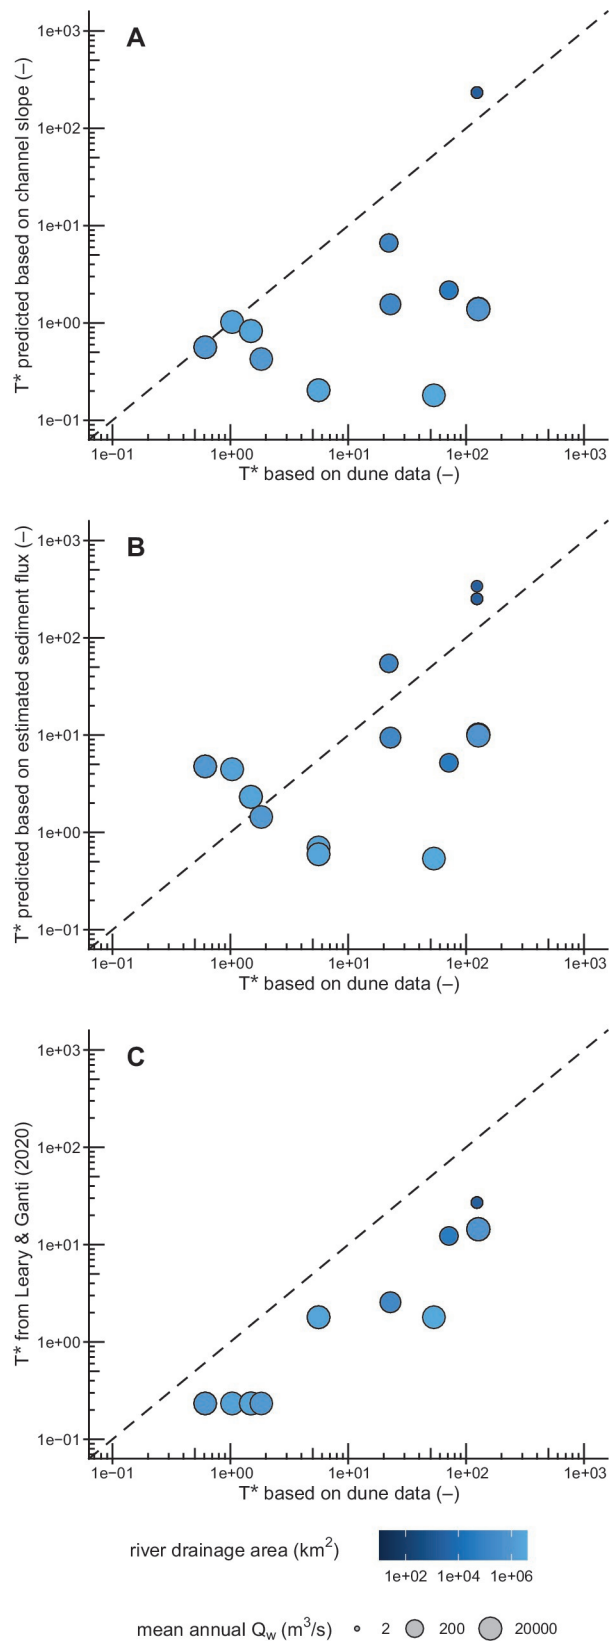 A
T* predicted based on channel slope (–)
1e+03
1e+02
1e+01
1e+00
1e–01
1e–01 1e+00 1e+01 1e+02 1e+03
T* based on dune data (–)
B
T* predicted based on estimated sediment flux (–)
1e+03
1e+02
1e+01
1e+00
1e–01
1e–01 1e+00 1e+01 1e+02 1e+03
T* based on dune data (–)
C
T* from Leary & Ganti (2020)
1e+03
1e+02
1e+01
1e+00
1e–01
1e–01 1e+00 1e+01 1e+02 1e+03
T* based on dune data (–)
river drainage area (km²)
1e+02 1e+04 1e+06
mean annual Qw (m³/s) 2 200 20000